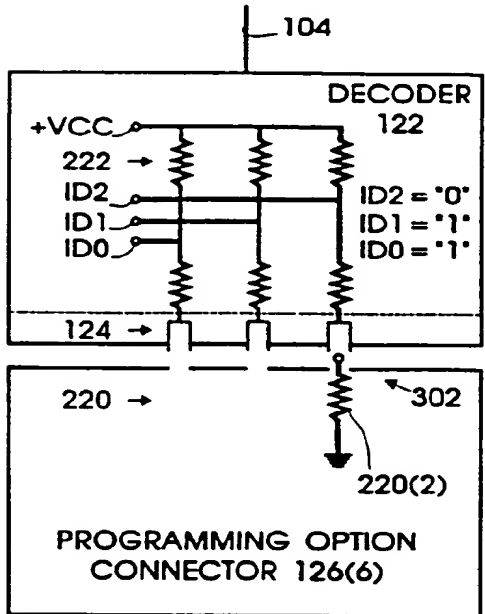 104
DECODER
122
+VCC
222 →
ID2
ID1
ID0
ID2 = "0"
ID1 = "1"
ID0 = "1"
124 →
220 →
302
220(2)
PROGRAMMING OPTION
CONNECTOR 126(6)